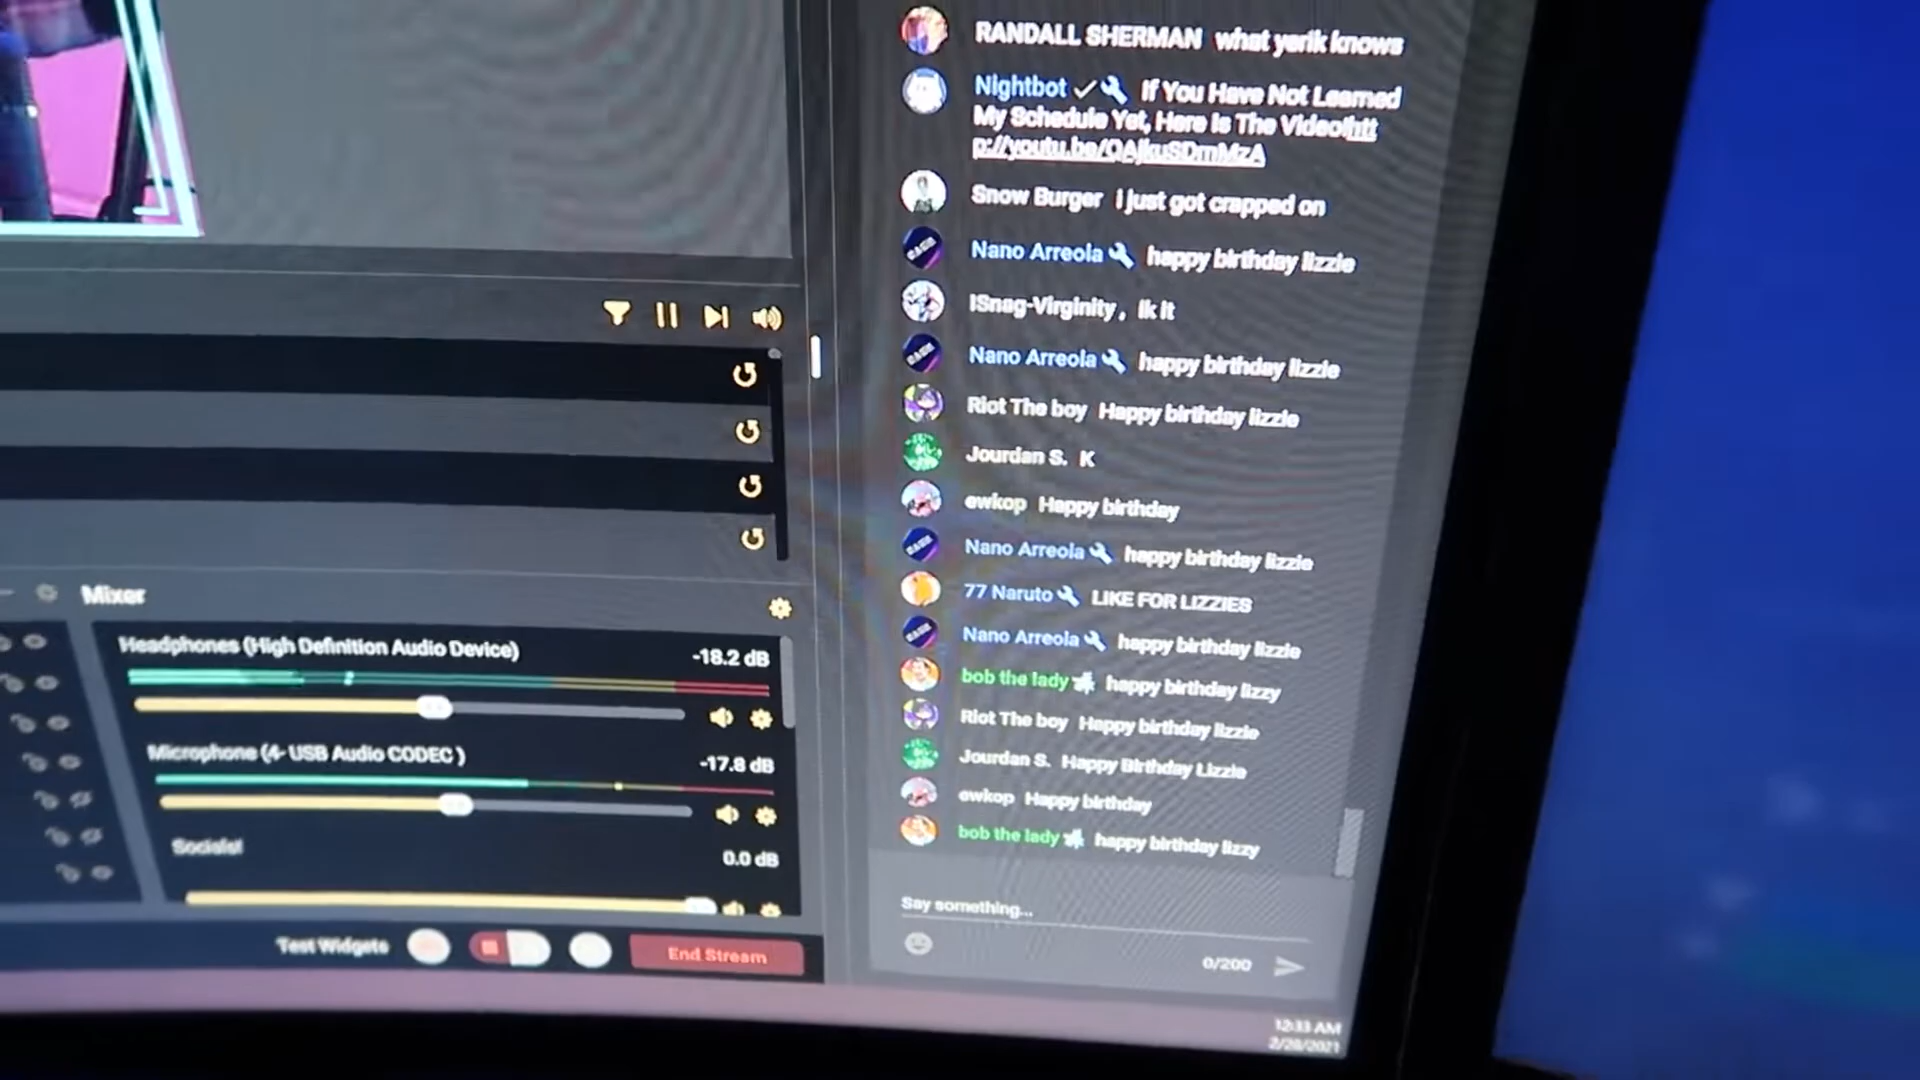 RANDALL SHERMAN what yerik knows
Nightbot If You Have Not Learned
My Schedule Yet, Here Is The Video!htt
p://youtu.be/QAjkuSDmMzA
Snow Burger i just got crapped on
Nano Arreola happy birthday lizzie
ISnag-Virginity, Ik it
Nano Arreola happy birthday lizzie
Riot The boy Happy birthday lizzie
Jourdan S. K
ewkop Happy birthday
Nano Arreola happy birthday lizzie
77 Naruto LIKE FOR LIZZIES
Nano Arreola happy birthday lizzie
bob the lady happy birthday lizzy
Riot The boy Happy birthday lizzie
Jourdan S. Happy Birthday Lizzie
ewkop Happy birthday
bob the lady happy birthday lizzy
Say something...
0/200
Mixer
Headphones (High Definition Audio Device)
-18.2 dB
Microphone (4- USB Audio CODEC )
-17.8 dB
Socials!
0.0 dB
Test Widgets
End Stream
12:33 AM
2/28/2021